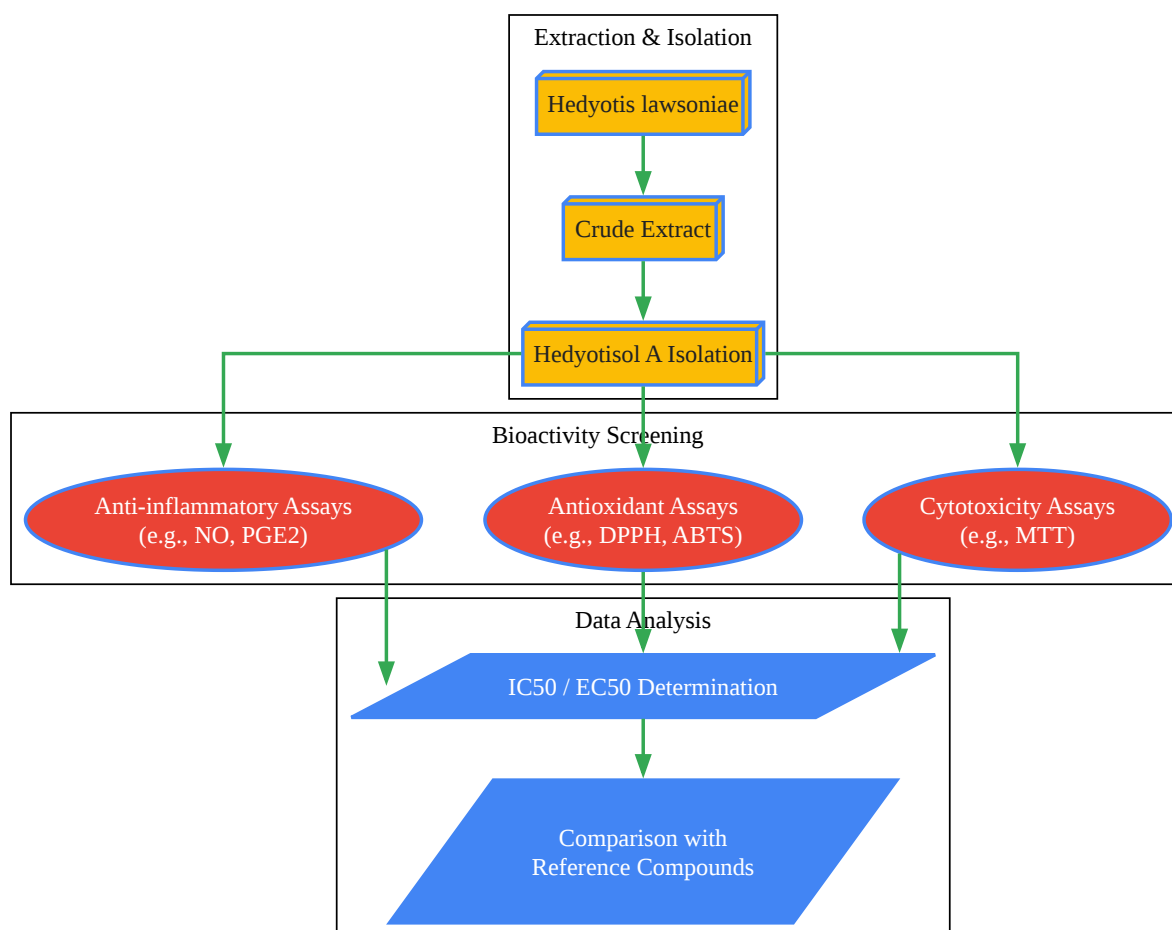 Extraction & Isolation
Hedyotis lawsoniae
Crude Extract
Hedyotisol A Isolation
Bioactivity Screening
Anti-inflammatory Assays
(e.g., NO, PGE2)
Antioxidant Assays
(e.g., DPPH, ABTS)
Cytotoxicity Assays
(e.g., MTT)
Data Analysis
IC50 / EC50 Determination
Comparison with
Reference Compounds